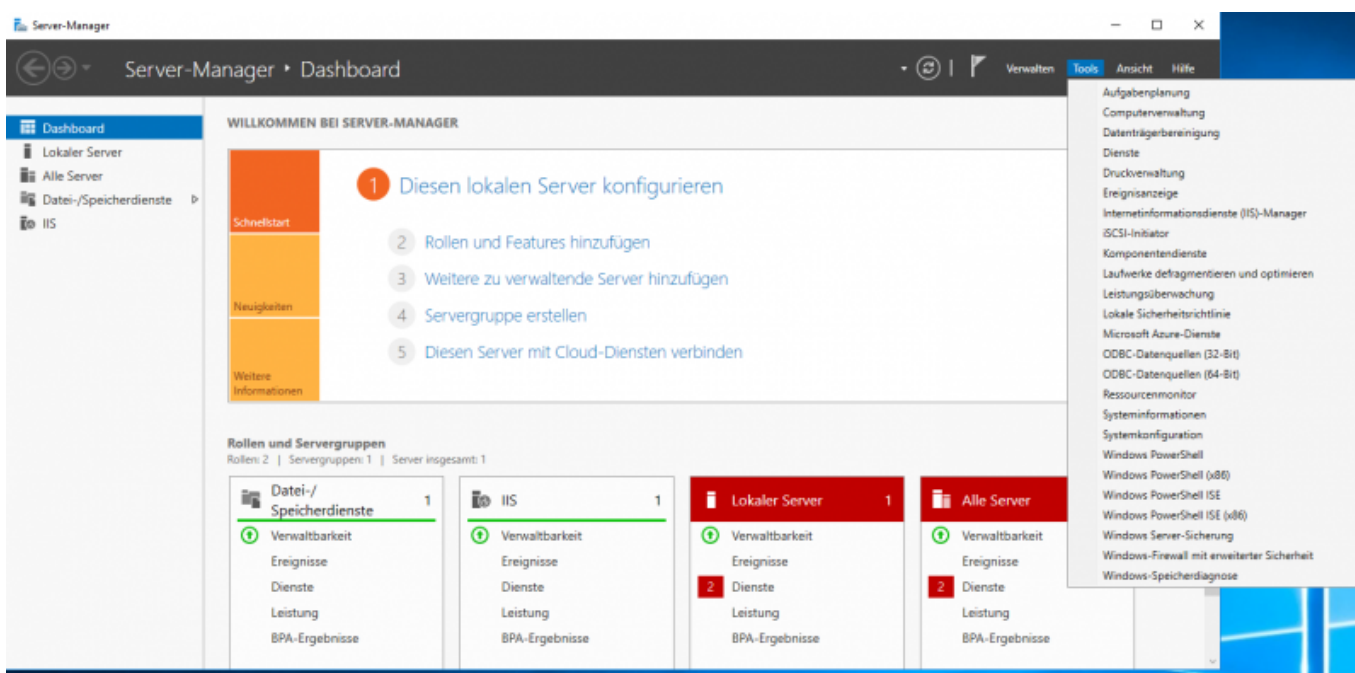 Server-Manager
Server-Manager ‣ Dashboard
Verwalten Tools Ansicht Hilfe
Dashboard
Lokaler Server
Alle Server
Datei-/Speicherdienste
IIS
WILLKOMMEN BEI SERVER-MANAGER
Schnellstart
Neuigkeiten
Weitere
Informationen
1 Diesen lokalen Server konfigurieren
2 Rollen und Features hinzufügen
3 Weitere zu verwaltende Server hinzufügen
4 Servergruppe erstellen
5 Diesen Server mit Cloud-Diensten verbinden
Rollen und Servergruppen
Rollen: 2 | Servergruppen: 1 | Server insgesamt: 1
Datei-/
Speicherdienste 1
Verwaltbarkeit
Ereignisse
Dienste
Leistung
BPA-Ergebnisse
IIS 1
Verwaltbarkeit
Ereignisse
Dienste
Leistung
BPA-Ergebnisse
Lokaler Server 1
Verwaltbarkeit
Ereignisse
2 Dienste
Leistung
BPA-Ergebnisse
Alle Server
Verwaltbarkeit
Ereignisse
2 Dienste
Leistung
BPA-Ergebnisse
Aufgabenplanung
Computerverwaltung
Datenträgerbereinigung
Dienste
Druckverwaltung
Ereignisanzeige
Internetinformationsdienste (IIS)-Manager
iSCSI-Initiator
Komponentendienste
Laufwerke defragmentieren und optimieren
Leistungsüberwachung
Lokale Sicherheitsrichtlinie
Microsoft Azure-Dienste
ODBC-Datenquellen (32-Bit)
ODBC-Datenquellen (64-Bit)
Ressourcenmonitor
Systeminformationen
Systemkonfiguration
Windows PowerShell
Windows PowerShell (x86)
Windows PowerShell ISE
Windows PowerShell ISE (x86)
Windows Server-Sicherung
Windows-Firewall mit erweiterter Sicherheit
Windows-Speicherdiagnose